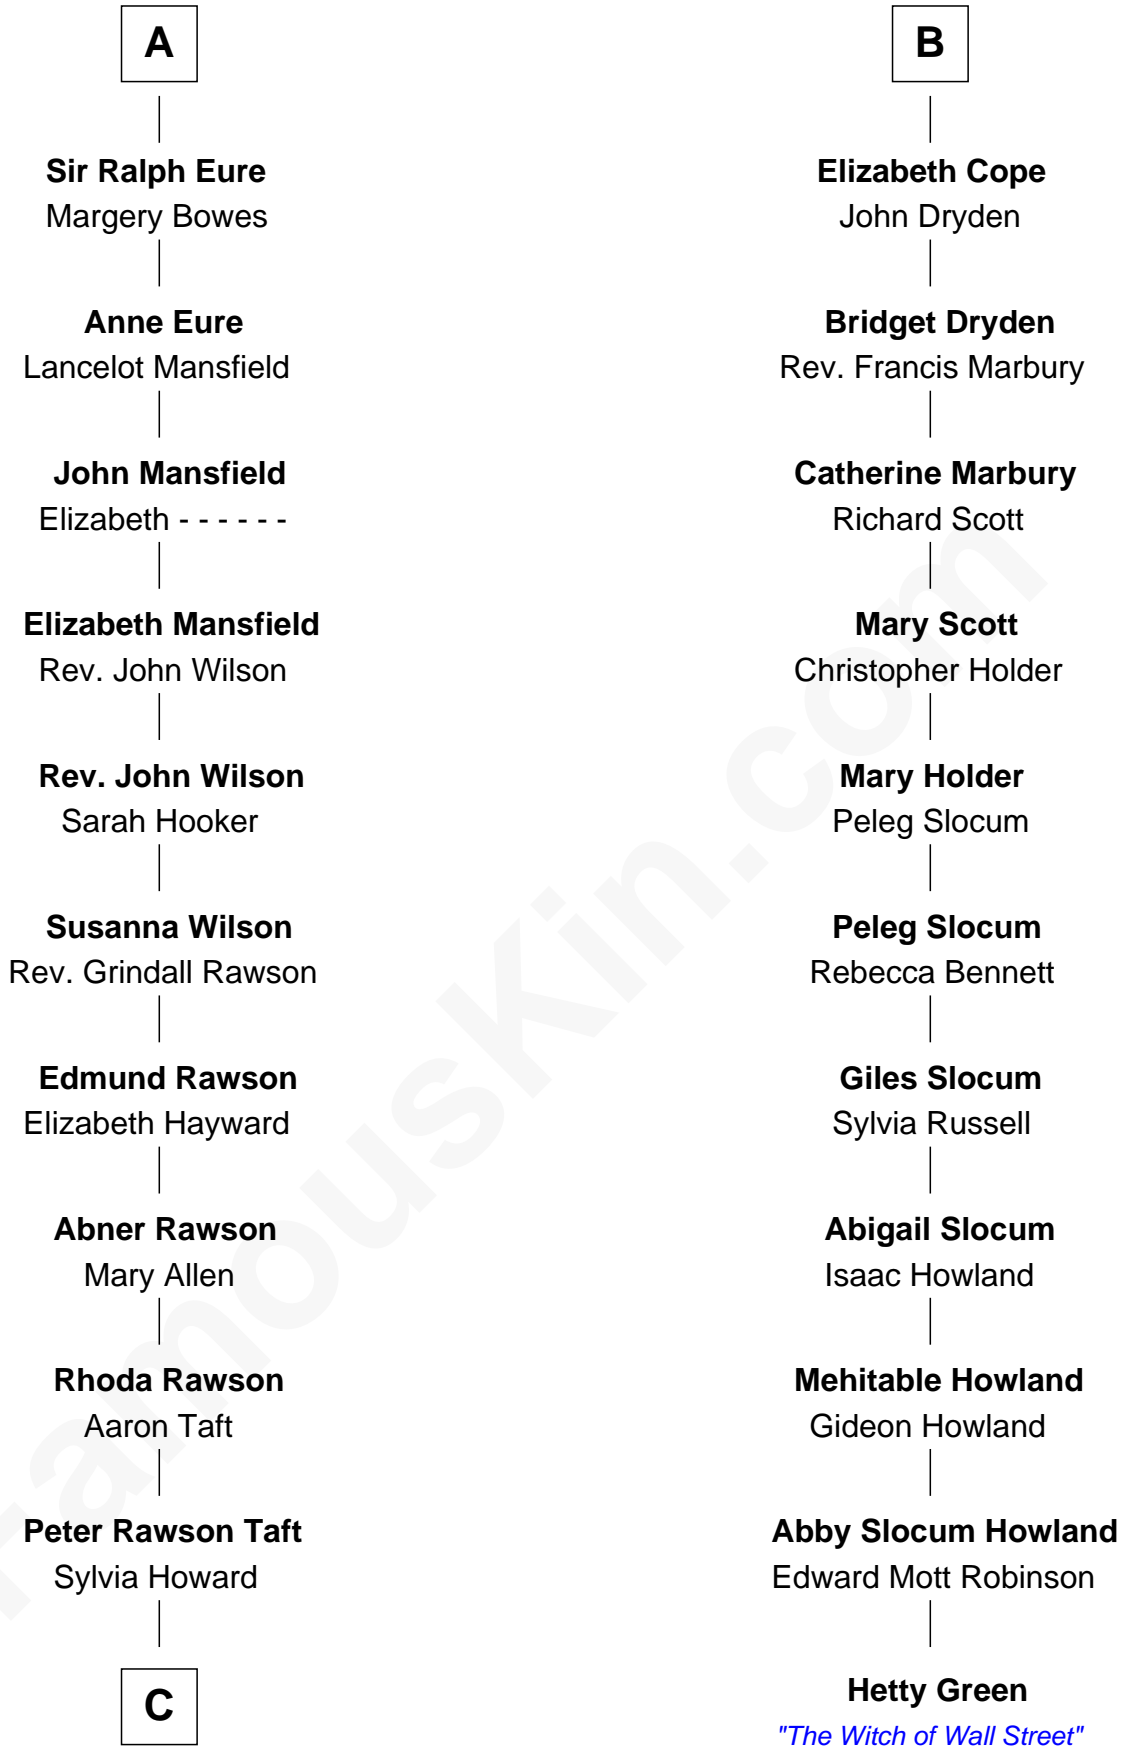 A
Sir Ralph Eure
Margery Bowes
Anne Eure
Lancelot Mansfield
John Mansfield
Elizabeth - - - - - -
Elizabeth Mansfield
Rev. John Wilson
Rev. John Wilson
Sarah Hooker
Susanna Wilson
Rev. Grindall Rawson
Edmund Rawson
Elizabeth Hayward
Abner Rawson
Mary Allen
Rhoda Rawson
Aaron Taft
Peter Rawson Taft
Sylvia Howard
C
B
Elizabeth Cope
John Dryden
Bridget Dryden
Rev. Francis Marbury
Catherine Marbury
Richard Scott
Mary Scott
Christopher Holder
Mary Holder
Peleg Slocum
Peleg Slocum
Rebecca Bennett
Giles Slocum
Sylvia Russell
Abigail Slocum
Isaac Howland
Mehitable Howland
Gideon Howland
Abby Slocum Howland
Edward Mott Robinson
Hetty Green
"The Witch of Wall Street"
FamousKin.com